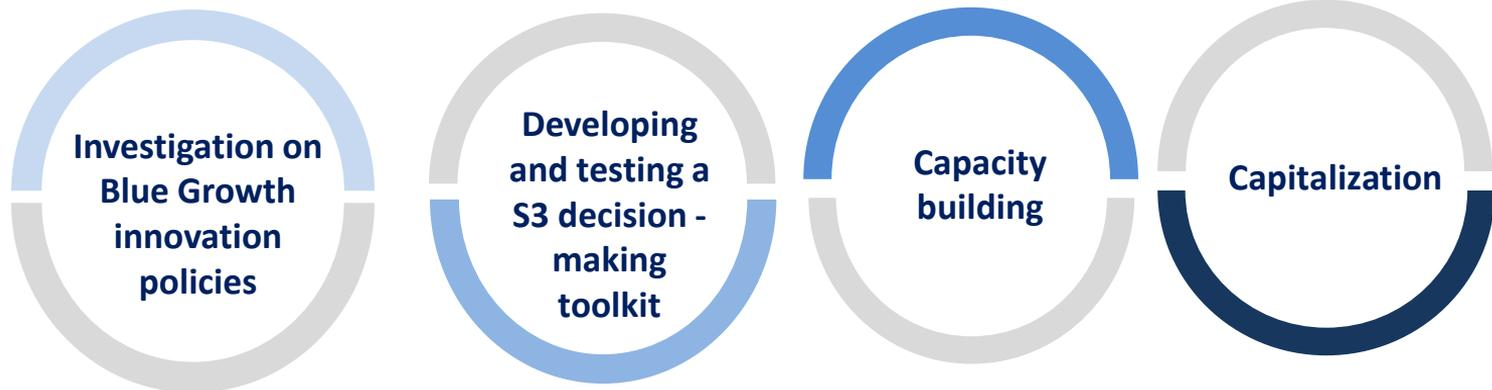 Investigation on
Blue Growth
innovation
policies
Developing
and testing a
S3 decision -
making
toolkit
Capacity
building
Capitalization